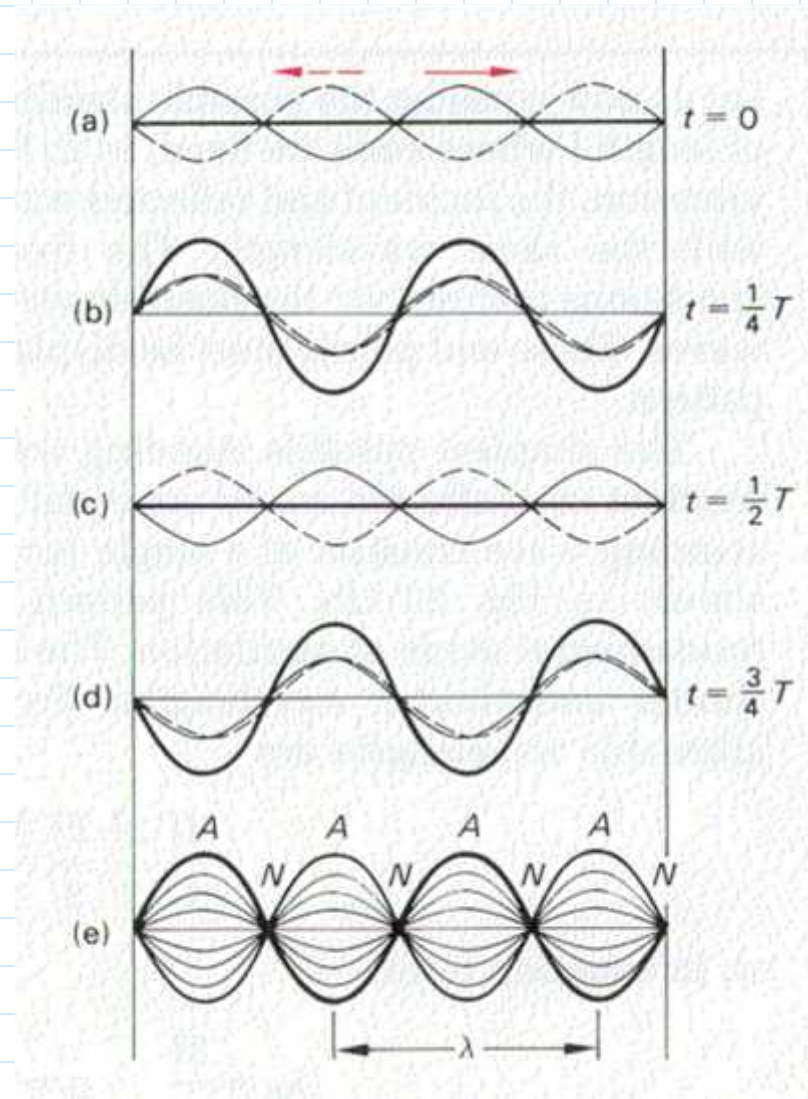 (a)
t = 0
(b)
t = 1/4 T
(c)
t = 1/2 T
(d)
t = 3/4 T
A A A A
N N N N
(e)
λ